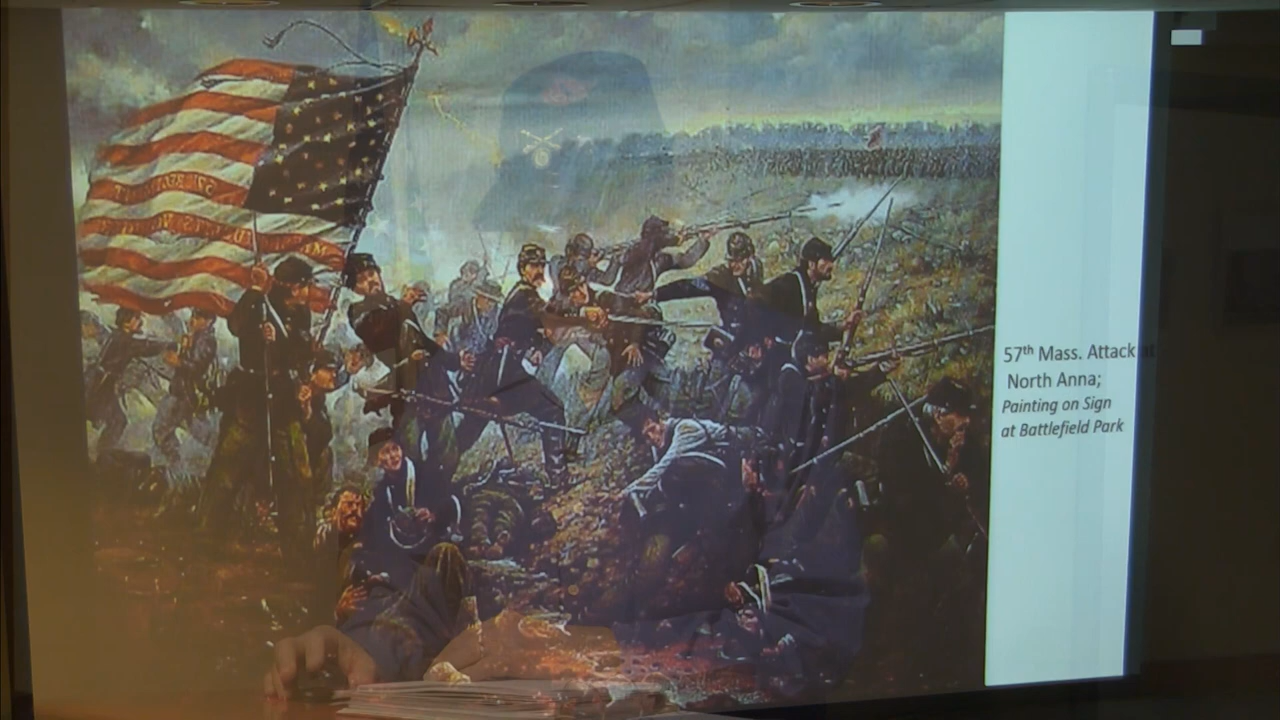 57th Mass. Attack at
North Anna;
Painting on Sign
at Battlefield Park